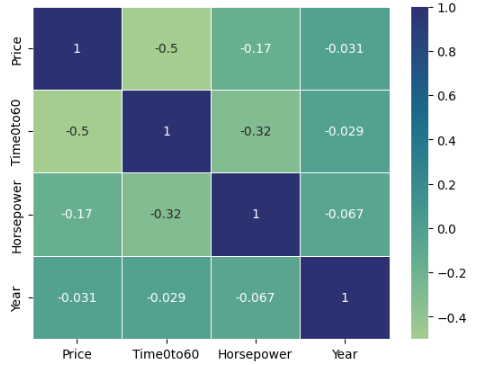 Price 1 -0.5 -0.17 -0.031
Time0to60 -0.5 1 -0.32 -0.029
Horsepower -0.17 -0.32 1 -0.067
Year -0.031 -0.029 -0.067 1
Price Time0to60 Horsepower Year
1.0
0.8
0.6
0.4
0.2
0.0
−0.2
−0.4